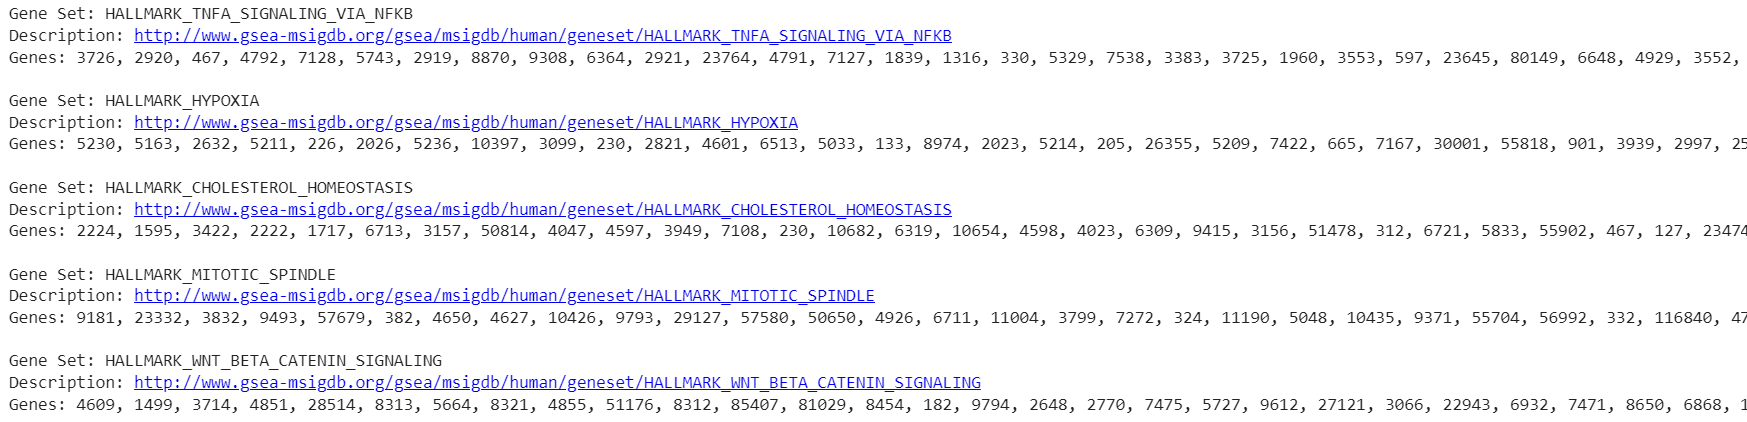 Gene Set: HALLMARK_TNFA_SIGNALING_VIA_NFKB
Description: http://www.gsea-msigdb.org/gsea/msigdb/human/geneset/HALLMARK_TNFA_SIGNALING_VIA_NFKB
Genes: 3726, 2920, 467, 4792, 7128, 5743, 2919, 8870, 9308, 6364, 2921, 23764, 4791, 7127, 1839, 1316, 330, 5329, 7538, 3383, 3725, 1960, 3553, 597, 23645, 80149, 6648, 4929, 3552,
Gene Set: HALLMARK_HYPOXIA
Description: http://www.gsea-msigdb.org/gsea/msigdb/human/geneset/HALLMARK_HYPOXIA
Genes: 5230, 5163, 2632, 5211, 226, 2026, 5236, 10397, 3099, 230, 2821, 4601, 6513, 5033, 133, 8974, 2023, 5214, 205, 26355, 5209, 7422, 665, 7167, 30001, 55818, 901, 3939, 2997, 25
Gene Set: HALLMARK_CHOLESTEROL_HOMEOSTASIS
Description: http://www.gsea-msigdb.org/gsea/msigdb/human/geneset/HALLMARK_CHOLESTEROL_HOMEOSTASIS
Genes: 2224, 1595, 3422, 2222, 1717, 6713, 3157, 50814, 4047, 4597, 3949, 7108, 230, 10682, 6319, 10654, 4598, 4023, 6309, 9415, 3156, 51478, 312, 6721, 5833, 55902, 467, 127, 23474
Gene Set: HALLMARK_MITOTIC_SPINDLE
Description: http://www.gsea-msigdb.org/gsea/msigdb/human/geneset/HALLMARK_MITOTIC_SPINDLE
Genes: 9181, 23332, 3832, 9493, 57679, 382, 4650, 4627, 10426, 9793, 29127, 57580, 50650, 4926, 6711, 11004, 3799, 7272, 324, 11190, 5048, 10435, 9371, 55704, 56992, 332, 116840, 47
Gene Set: HALLMARK_WNT_BETA_CATENIN_SIGNALING
Description: http://www.gsea-msigdb.org/gsea/msigdb/human/geneset/HALLMARK_WNT_BETA_CATENIN_SIGNALING
Genes: 4609, 1499, 3714, 4851, 28514, 8313, 5664, 8321, 4855, 51176, 8312, 85407, 81029, 8454, 182, 9794, 2648, 2770, 7475, 5727, 9612, 27121, 3066, 22943, 6932, 7471, 8650, 6868, 1